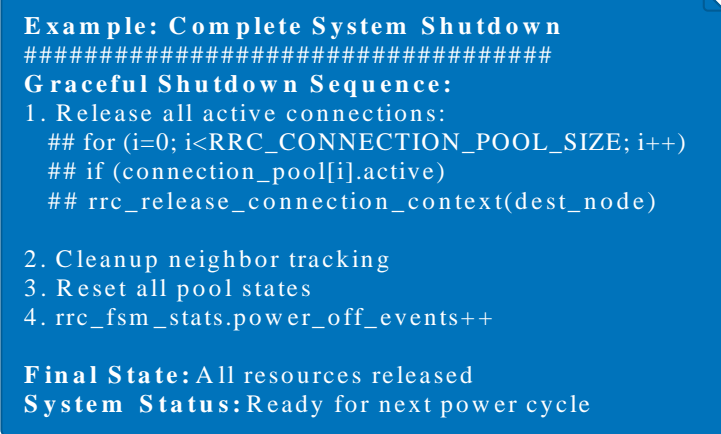 Example: Complete System Shutdown
###################################
Graceful Shutdown Sequence:
1. Release all active connections:
## for (i=0; i<RRC_CONNECTION_POOL_SIZE; i++)
## if (connection_pool[i].active)
## rrc_release_connection_context(dest_node)
2. Cleanup neighbor tracking
3. Reset all pool states
4. rrc_fsm_stats.power_off_events++
Final State: All resources released
System Status: Ready for next power cycle